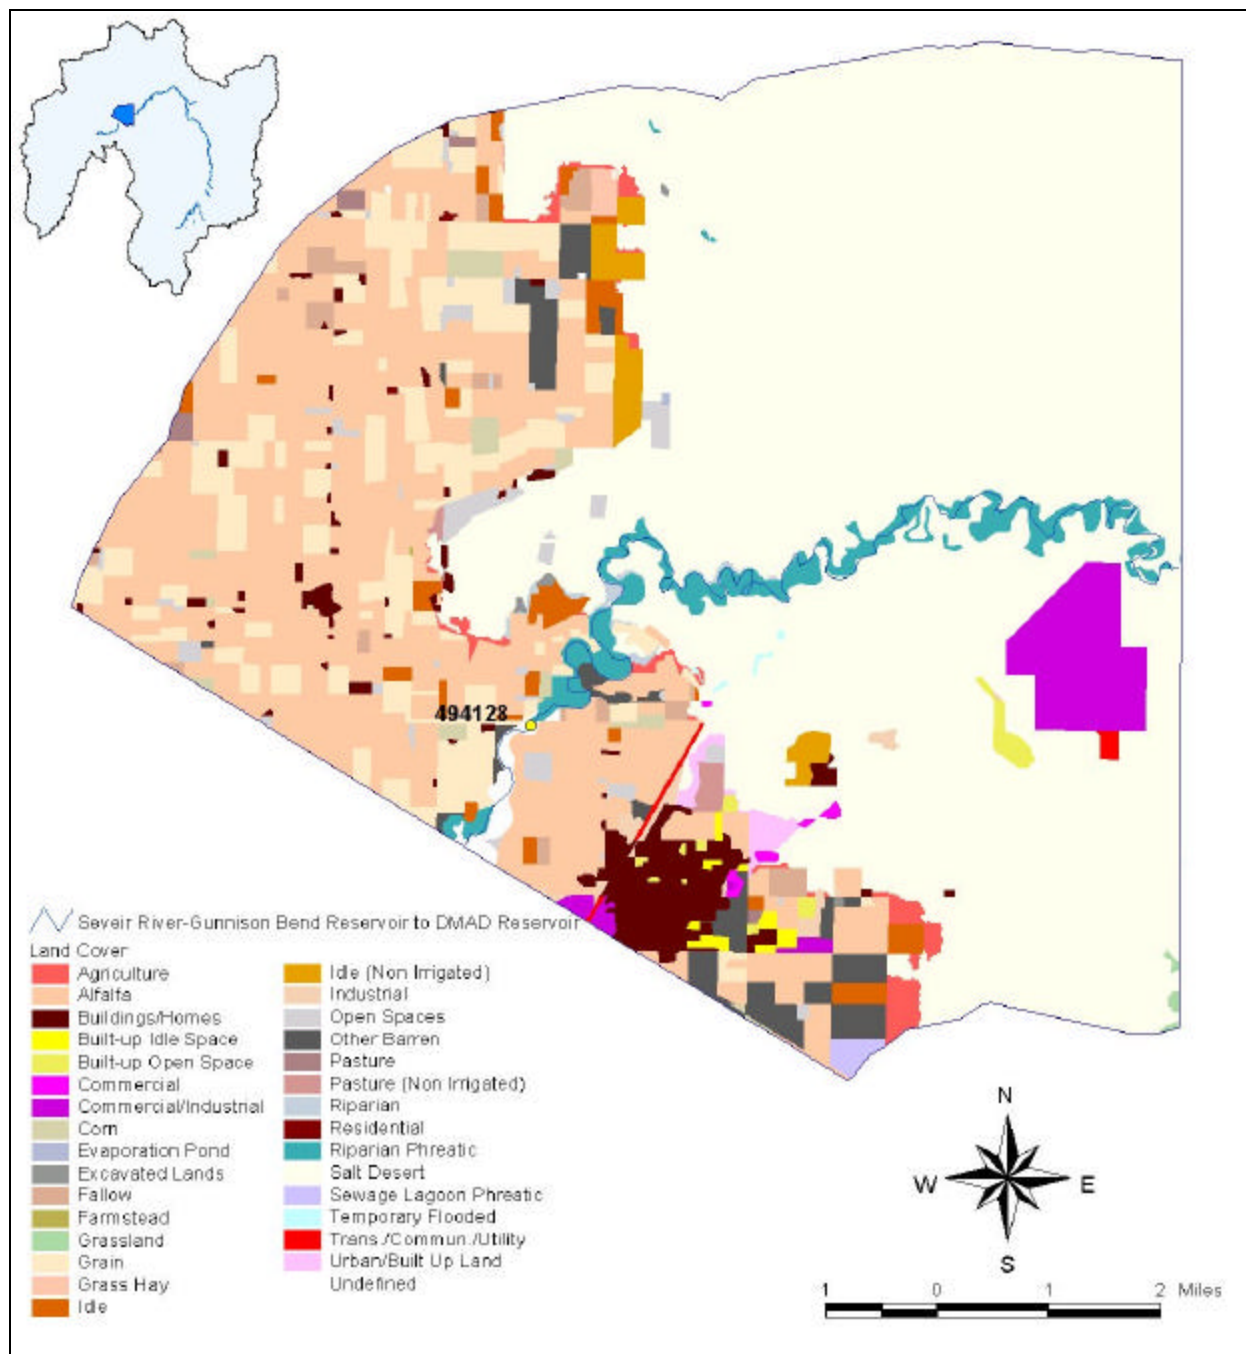 494128
Seveir River-Gunnison Bend Reservoir to DMAD Reservoir
Land Cover
Agriculture
Alfalfa
Buildings/Homes
Built-up Idle Space
Built-up Open Space
Commercial
Commercial/Industrial
Corn
Evaporation Pond
Excavated Lands
Fallow
Farmstead
Grassland
Grain
Grass Hay
Idle
Idle (Non Irrigated)
Industrial
Open Spaces
Other Barren
Pasture
Pasture (Non Irrigated)
Riparian
Residential
Riparian Phreatic
Salt Desert
Sewage Lagoon Phreatic
Temporary Flooded
Trans./Commun./Utility
Urban/Built Up Land
Undefined
N
W E
S
1 0 1 2 Miles